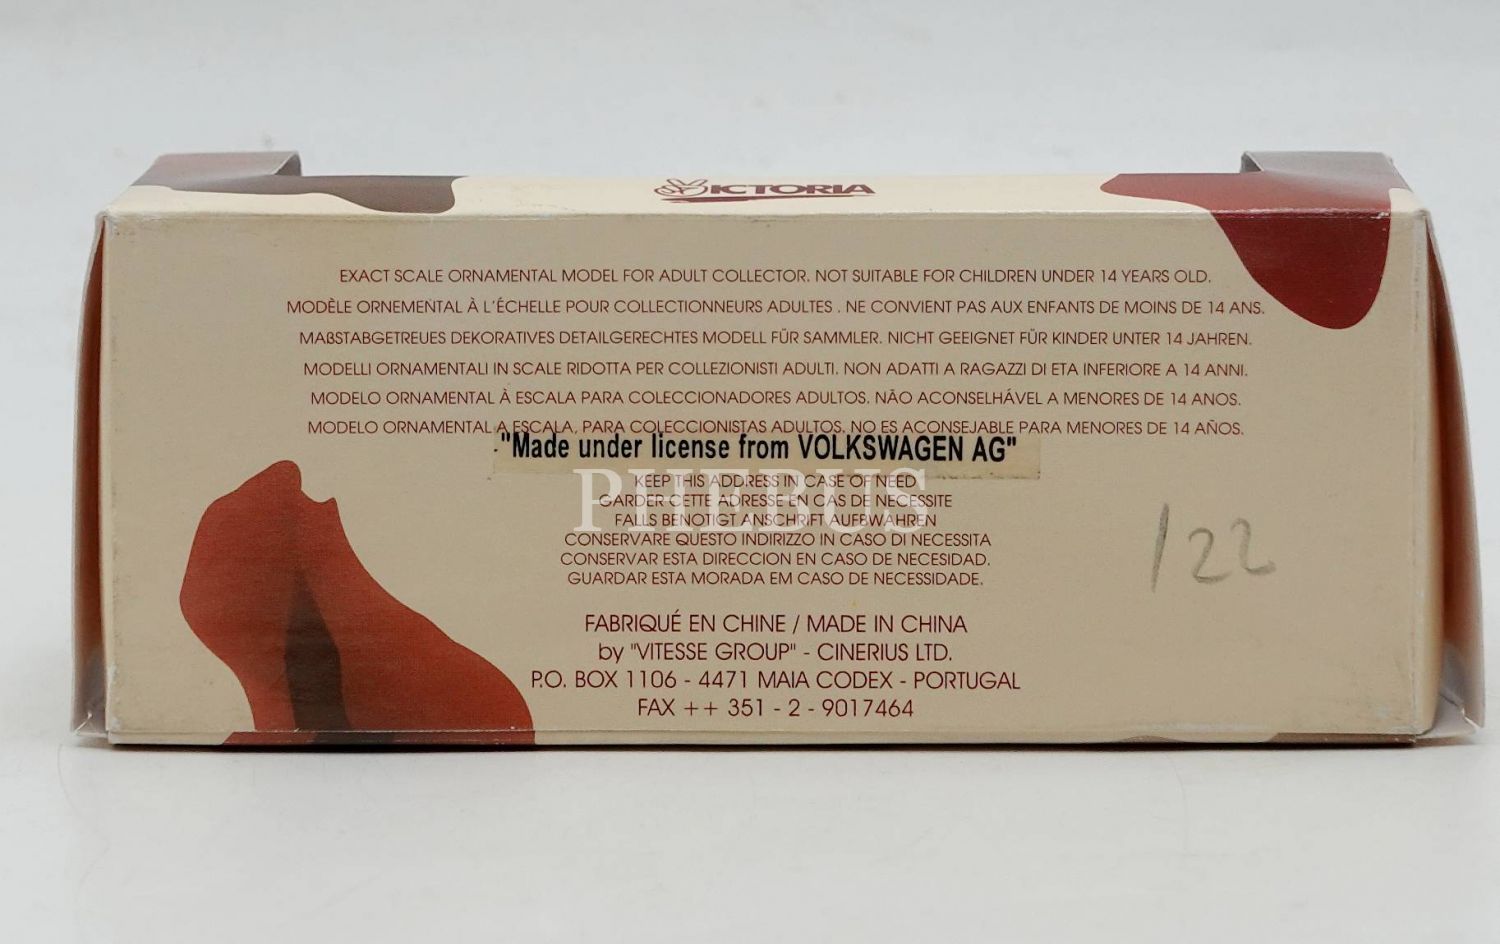 VICTORIA
EXACT SCALE ORNAMENTAL MODEL FOR ADULT COLLECTOR. NOT SUITABLE FOR CHILDREN UNDER 14 YEARS OLD.
MODÈLE ORNEMENTAL À L'ÉCHELLE POUR COLLECTIONNEURS ADULTES . NE CONVIENT PAS AUX ENFANTS DE MOINS DE 14 ANS.
MAßSTABGETREUES DEKORATIVES DETAILGERECHTES MODELL FÜR SAMMLER. NICHT GEEIGNET FÜR KINDER UNTER 14 JAHREN.
MODELLI ORNAMENTALI IN SCALE RIDOTTA PER COLLEZIONISTI ADULTI. NON ADATTI A RAGAZZI DI ETA INFERIORE A 14 ANNI.
MODELO ORNAMENTAL À ESCALA PARA COLECCIONADORES ADULTOS. NÃO ACONSELHÁVEL A MENORES DE 14 ANOS.
MODELO ORNAMENTAL A ESCALA, PARA COLECCIONISTAS ADULTOS. NO ES ACONSEJABLE PARA MENORES DE 14 AÑOS.
"Made under license from VOLKSWAGEN AG"
KEEP THIS ADDRESS IN CASE OF NEED
PHEBUS
GARDER CETTE ADRESSE EN CAS DE NECESSITE
FALLS BENOTIGT ANSCHRIFT AUFBWAHREN
CONSERVARE QUESTO INDIRIZZO IN CASO DI NECESSITA
CONSERVAR ESTA DIRECCION EN CASO DE NECESIDAD.
GUARDAR ESTA MORADA EM CASO DE NECESSIDADE.
122
FABRIQUÉ EN CHINE / MADE IN CHINA
by "VITESSE GROUP" - CINERIUS LTD.
P.O. BOX 1106 - 4471 MAIA CODEX - PORTUGAL
FAX ++ 351 - 2 - 9017464